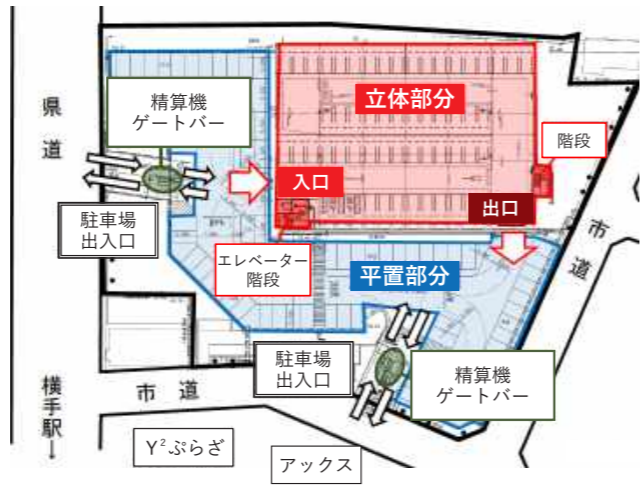 県道
精算機
ゲートバー
立体部分
階段
入口
出口
駐車場
出入口
エレベーター
階段
平置部分
市道
駐車場
出入口
精算機
ゲートバー
市道
横手駅→
Y²ぷらざ
アックス